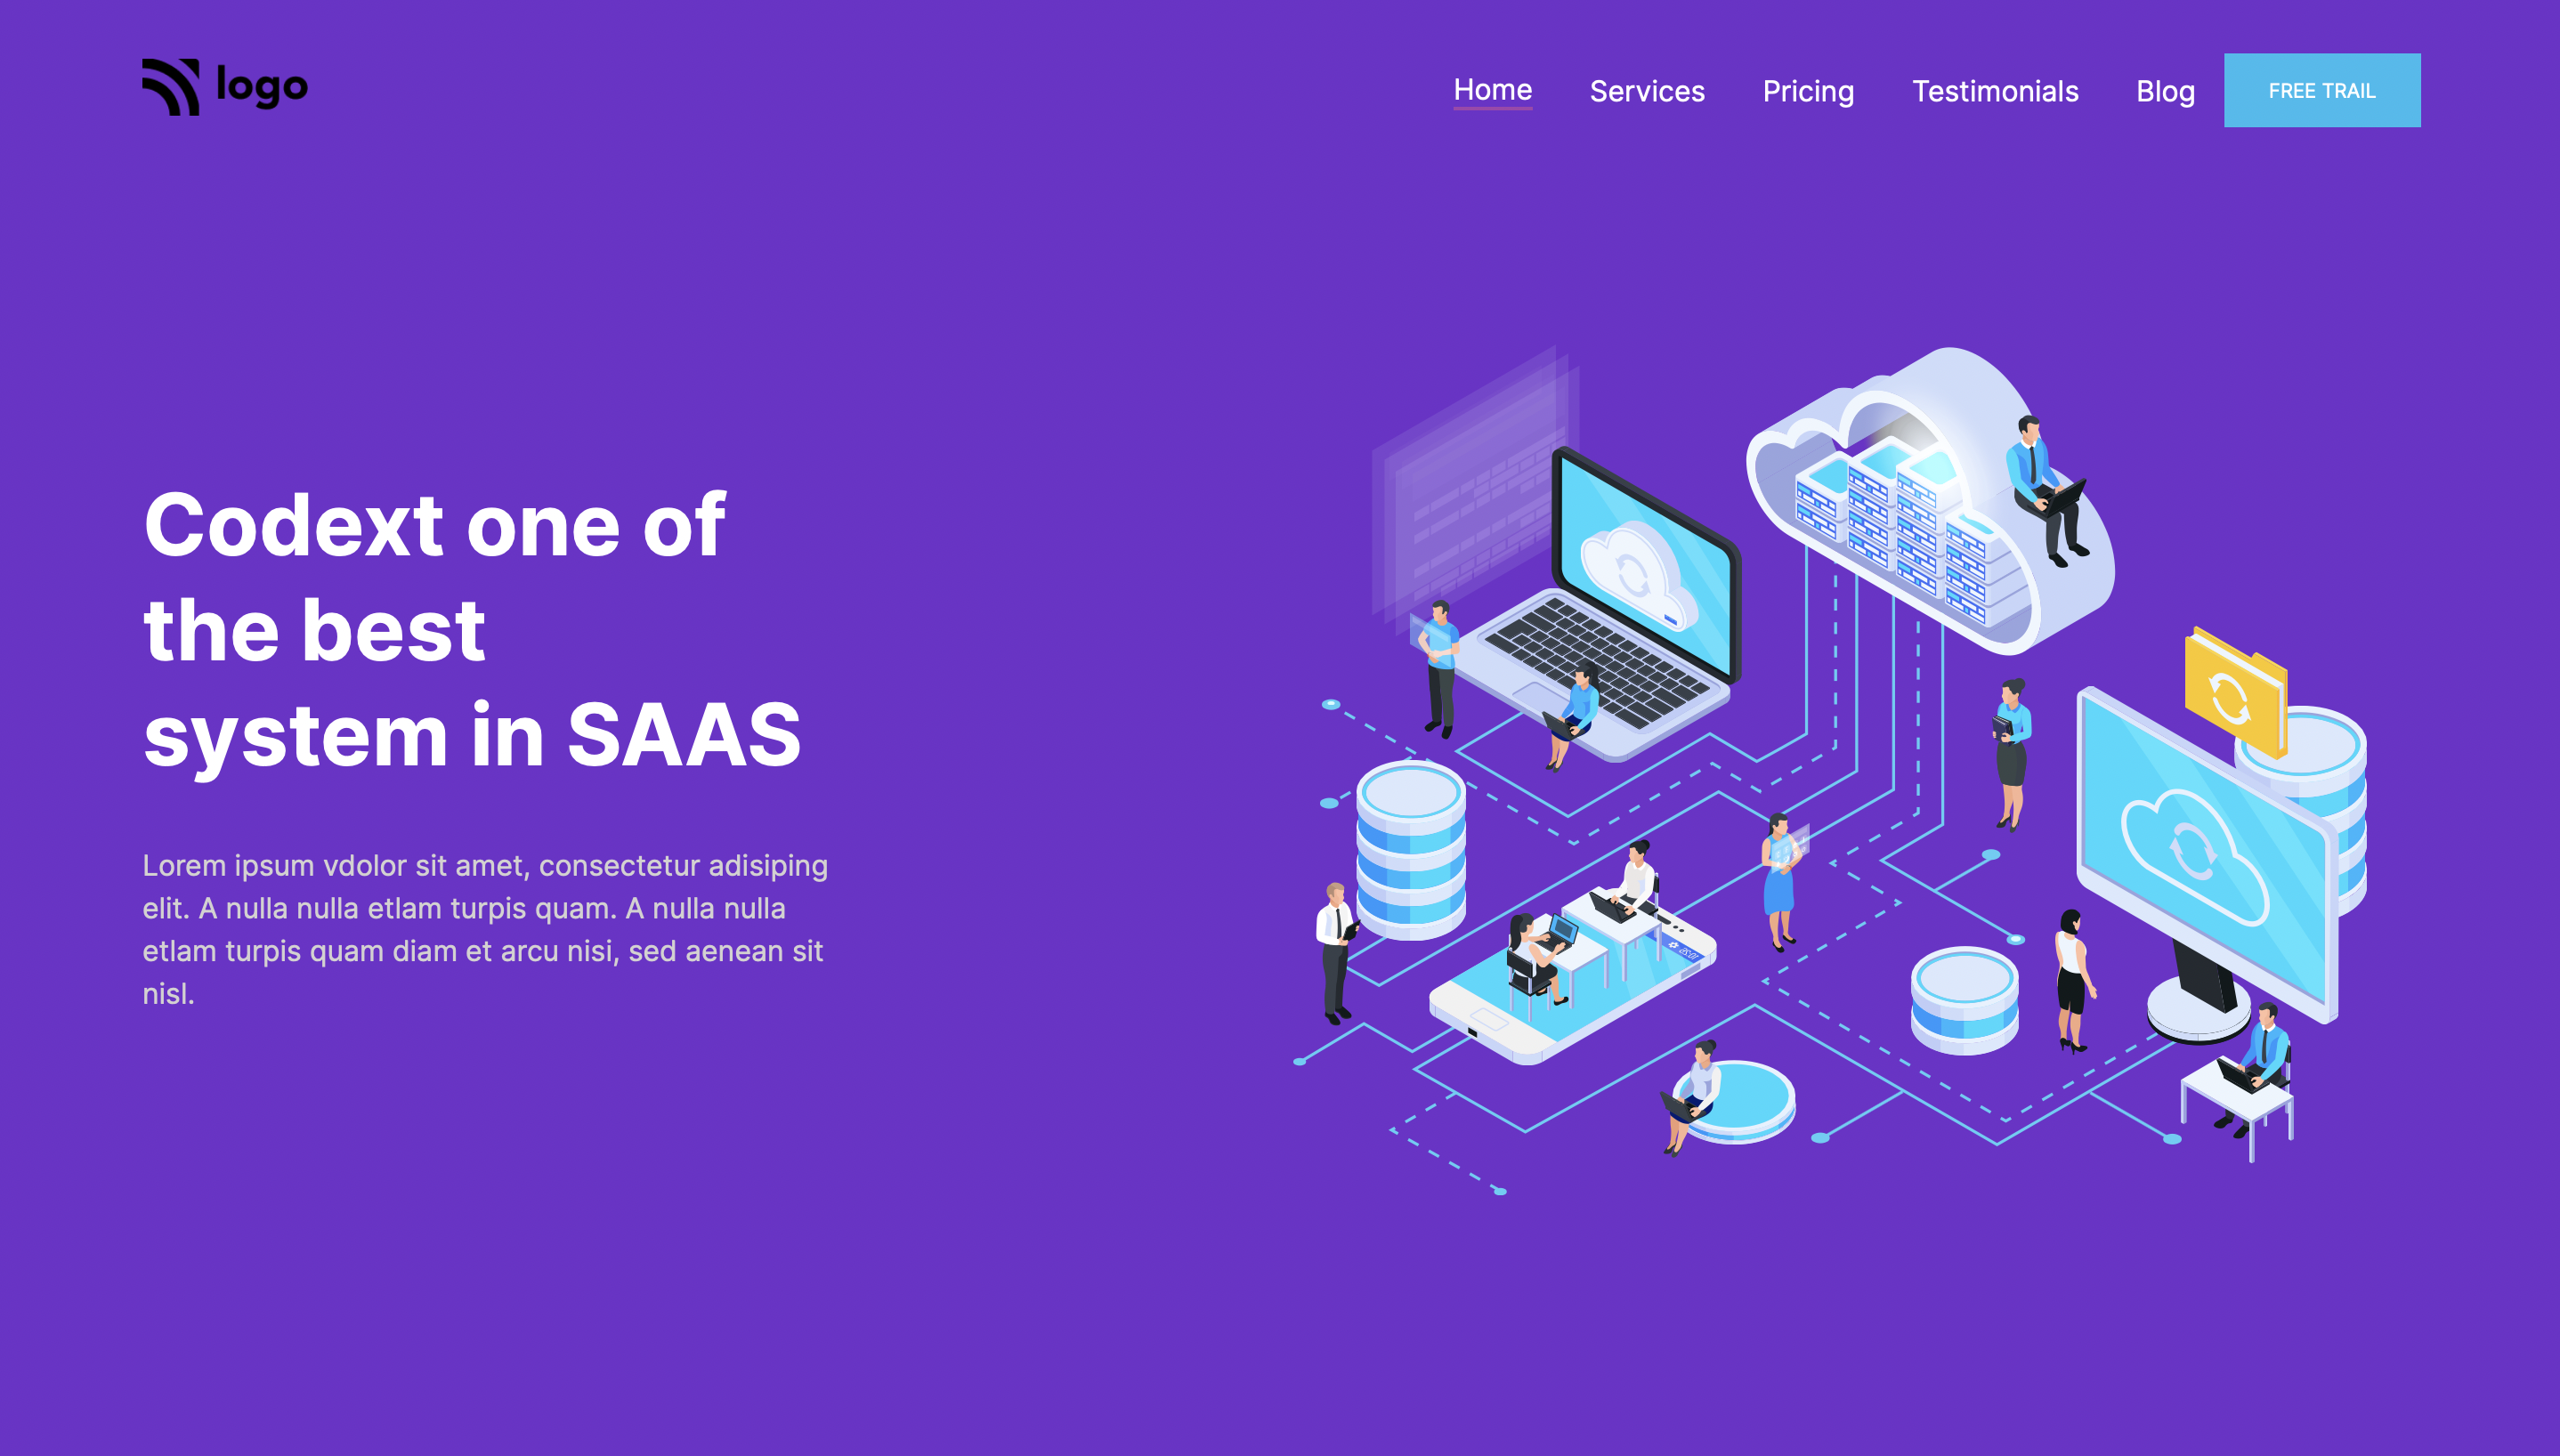 logo
Home Services Pricing Testimonials Blog FREE TRAIL
Codext one of
the best
system in SAAS
Lorem ipsum vdolor sit amet, consectetur adisiping
elit. A nulla nulla etlam turpis quam. A nulla nulla
etlam turpis quam diam et arcu nisi, sed aenean sit
nisl.